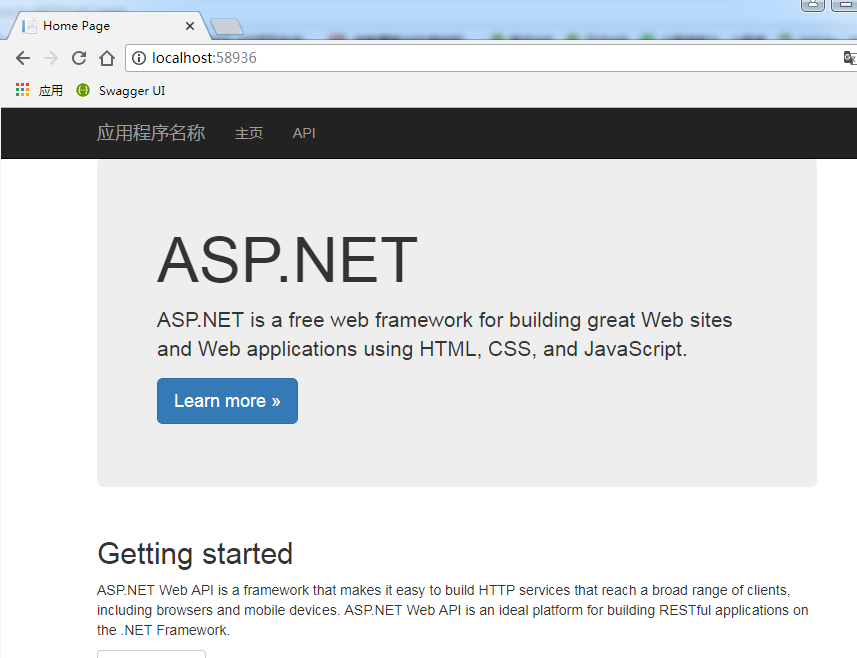 Home Page
localhost:58936
应用 Swagger UI
应用程序名称 主页 API
ASP.NET
ASP.NET is a free web framework for building great Web sites
and Web applications using HTML, CSS, and JavaScript.
Learn more »
Getting started
ASP.NET Web API is a framework that makes it easy to build HTTP services that reach a broad range of clients,
including browsers and mobile devices. ASP.NET Web API is an ideal platform for building RESTful applications on
the .NET Framework.